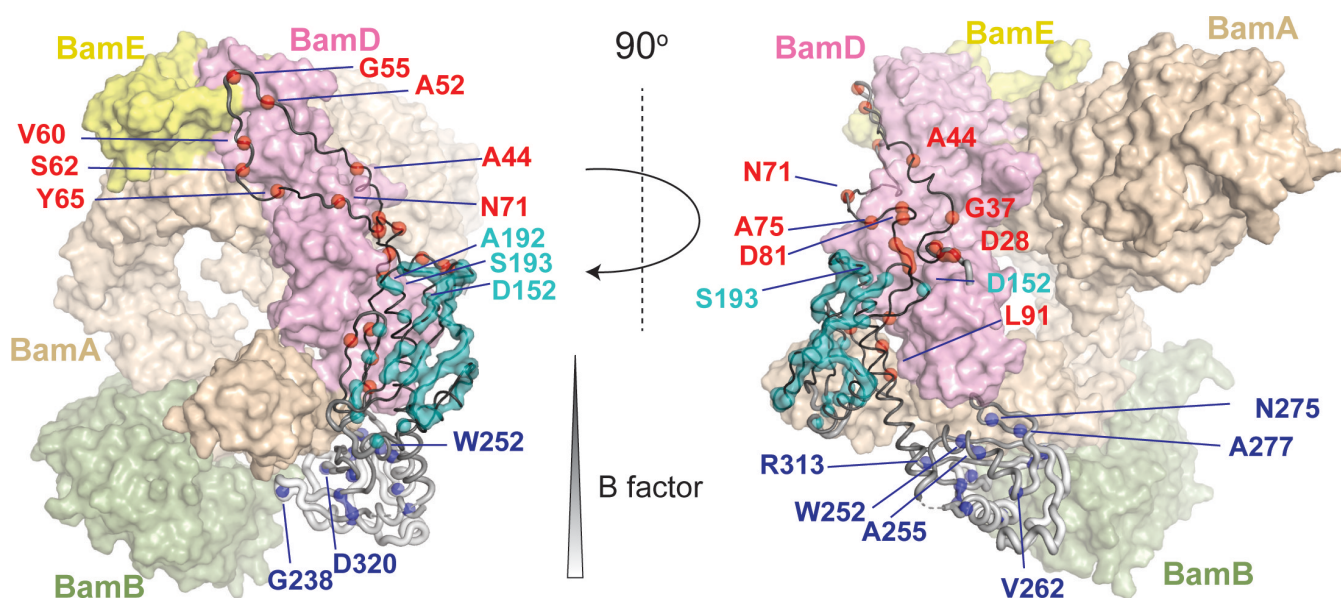 BamE
BamD
G55
A52
V60
S62
Y65
A44
N71
A192
S193
D152
BamA
W252
D320
G238
BamB
90º
B factor
BamD
BamE
BamA
A44
N71
G37
A75
D28
D81
D152
S193
L91
N275
R313
A277
W252
A255
V262
BamB